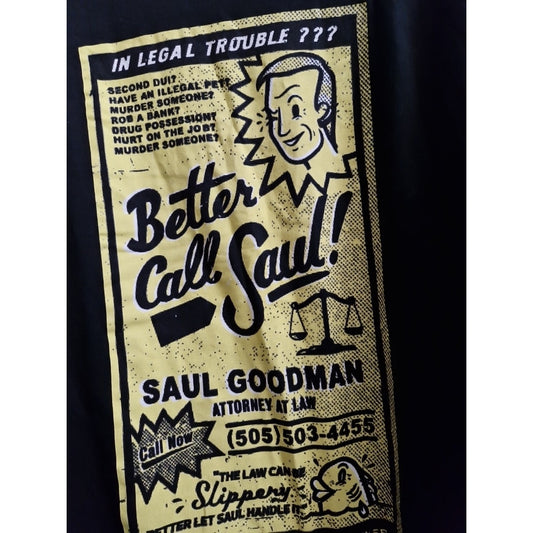 IN LEGAL TROUBLE ???
SECOND DUI?
HAVE AN ILLEGAL PET?
MURDER SOMEONE?
ROB A BANK?
DRUG POSSESSION?
HURT ON THE JOB?
MURDER SOMEONE?
Better
Call Saul!
SAUL GOODMAN
ATTORNEY AT LAW
Call Now
(505)503-4455
"THE LAW CAN BE
Slippery
BETTER LET SAUL HANDLE IT"